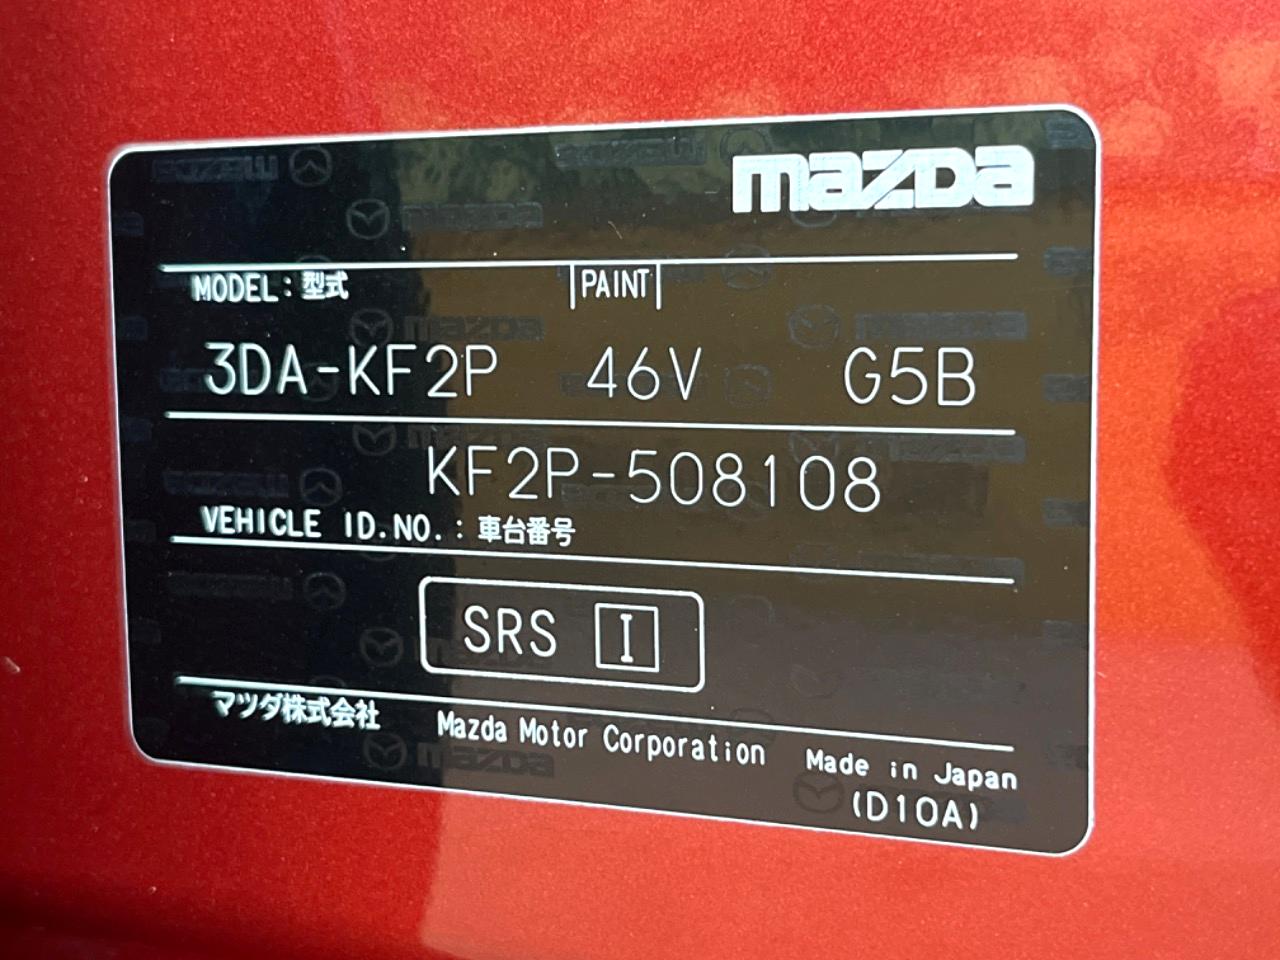 mazDa
MODEL:型式 PAINT
3DA-KF2P 46V G5B
KF2P-508108
VEHICLE ID.NO.:車台番号
SRS I
マツダ株式会社 Mazda Motor Corporation Made in Japan
(D10A)